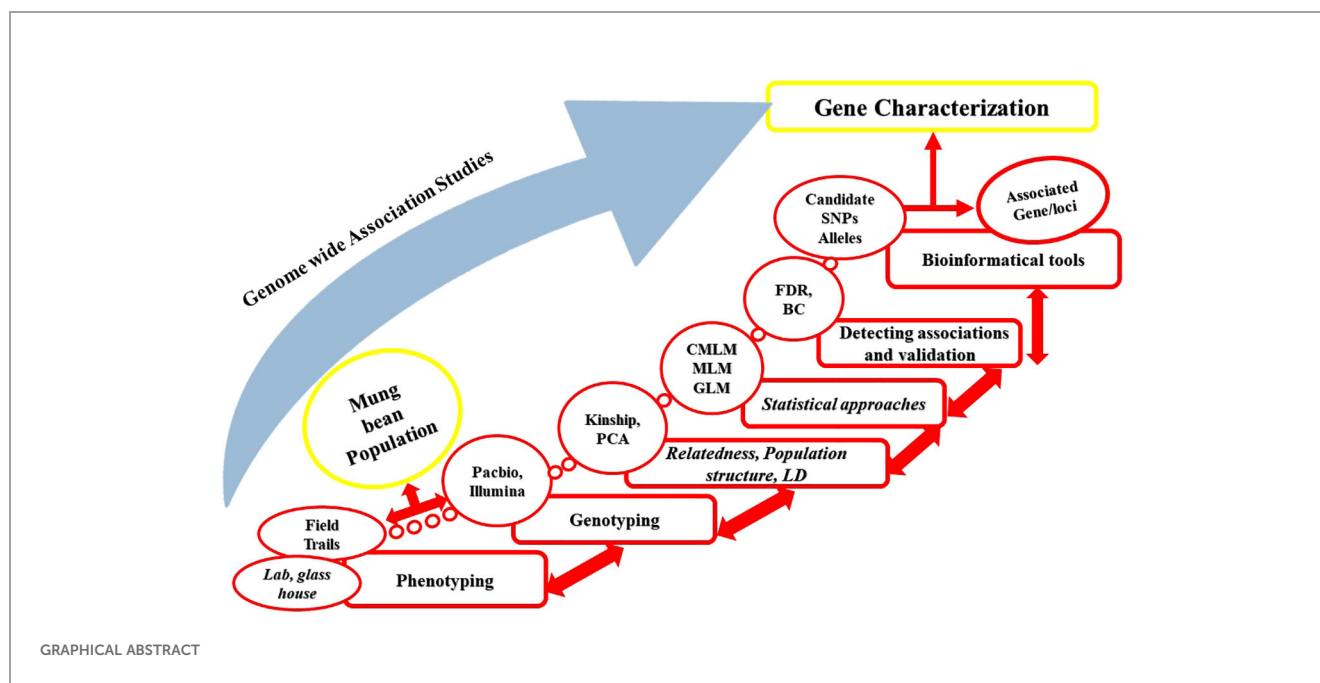 Gene Characterization
Genome wide Association Studies
Candidate
SNPs
Alleles
Associated
Gene/loci
Bioinformatical tools
FDR,
BC
Detecting associations
and validation
CMLM
MLM
GLM
Statistical approaches
Mung
bean
Population
Kinship,
PCA
Relatedness, Population
structure, LD
Pacbio,
Illumina
Genotyping
Field
Trails
Lab, glass
house
Phenotyping
GRAPHICAL ABSTRACT